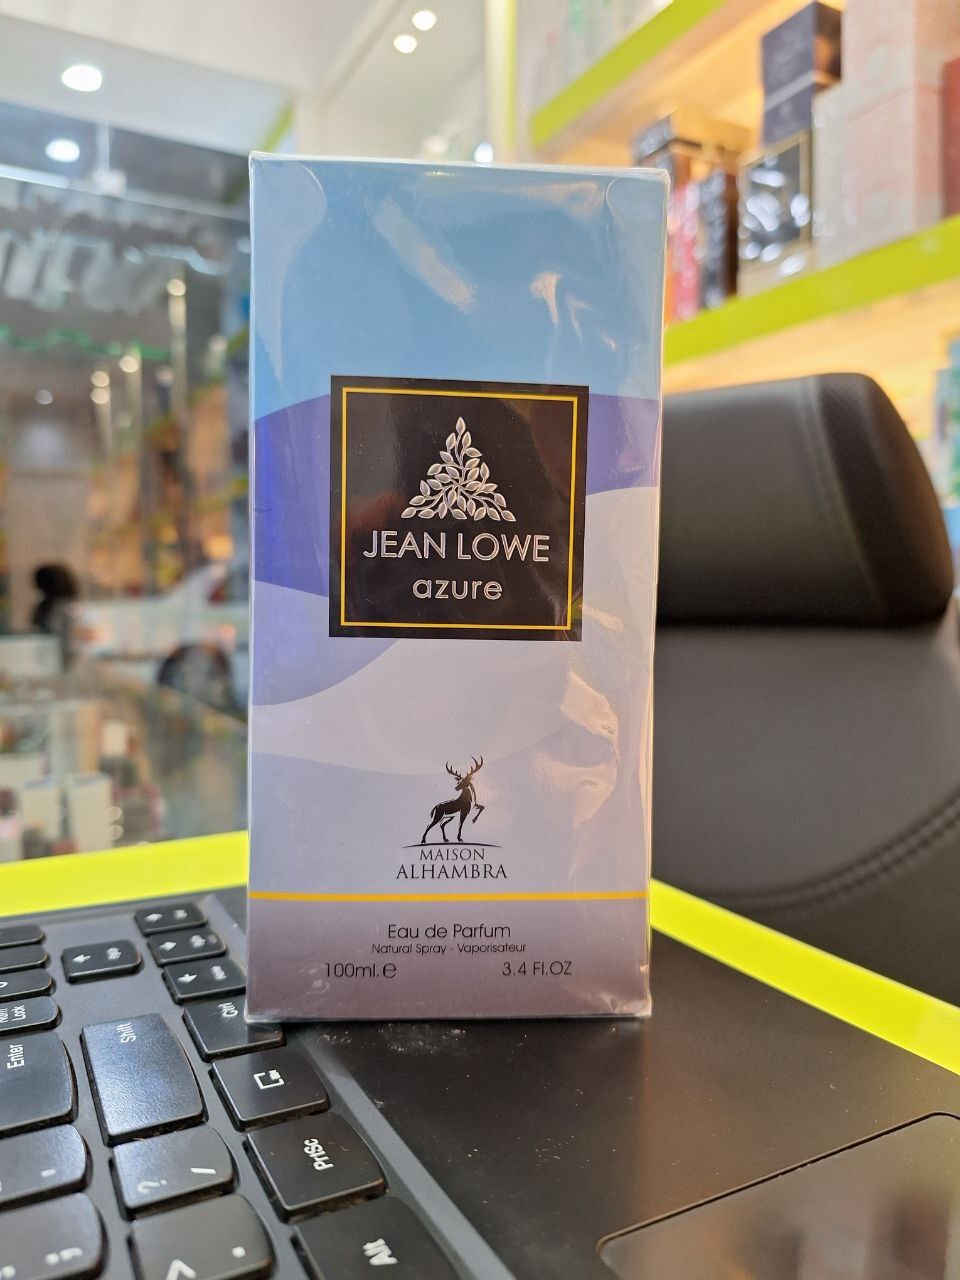 JEAN LOWE
azure
MAISON
ALHAMBRA
Eau de Parfum
Natural Spray - Vaporisateur
100ml.e 3.4 Fl.OZ
Ctrl
Shift
Enter
Lock
PrtSc
Alt